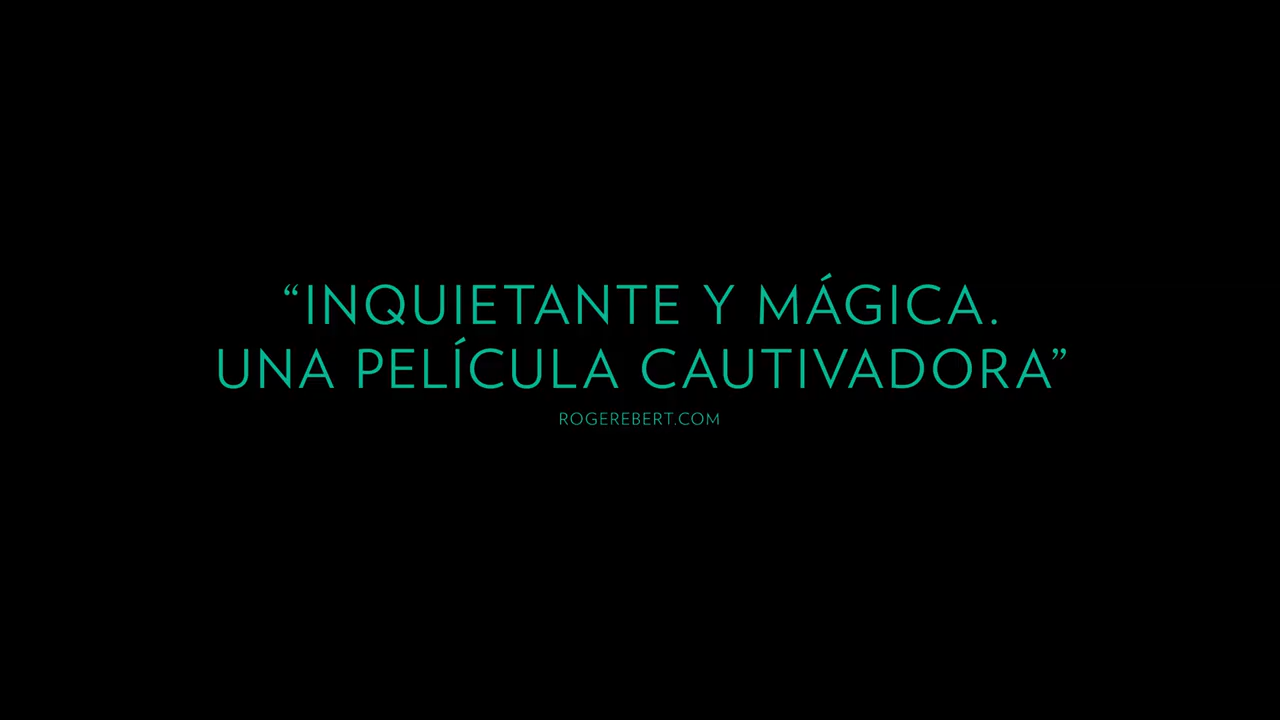 “INQUIETANTE Y MÁGICA.
UNA PELÍCULA CAUTIVADORA”
ROGEREBERT.COM